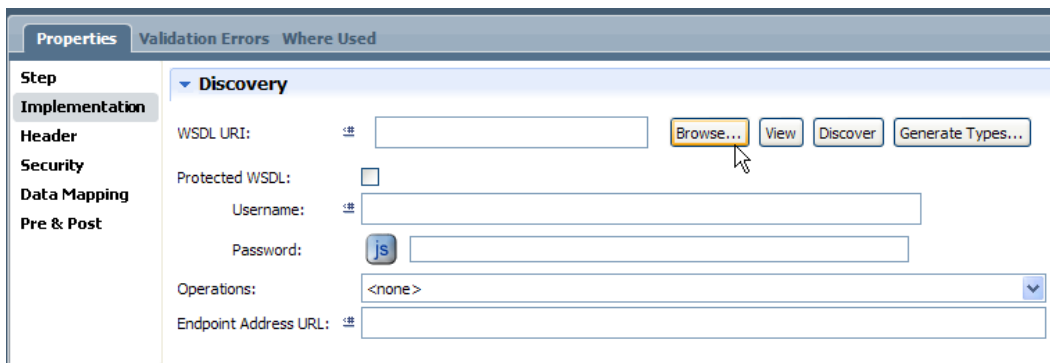 Properties Validation Errors Where Used
Step
Implementation
Header
Security
Data Mapping
Pre & Post
Discovery
WSDL URI: <# Browse... View Discover Generate Types...
Protected WSDL:
Username: <#
Password: js
Operations: <none>
Endpoint Address URL: <#